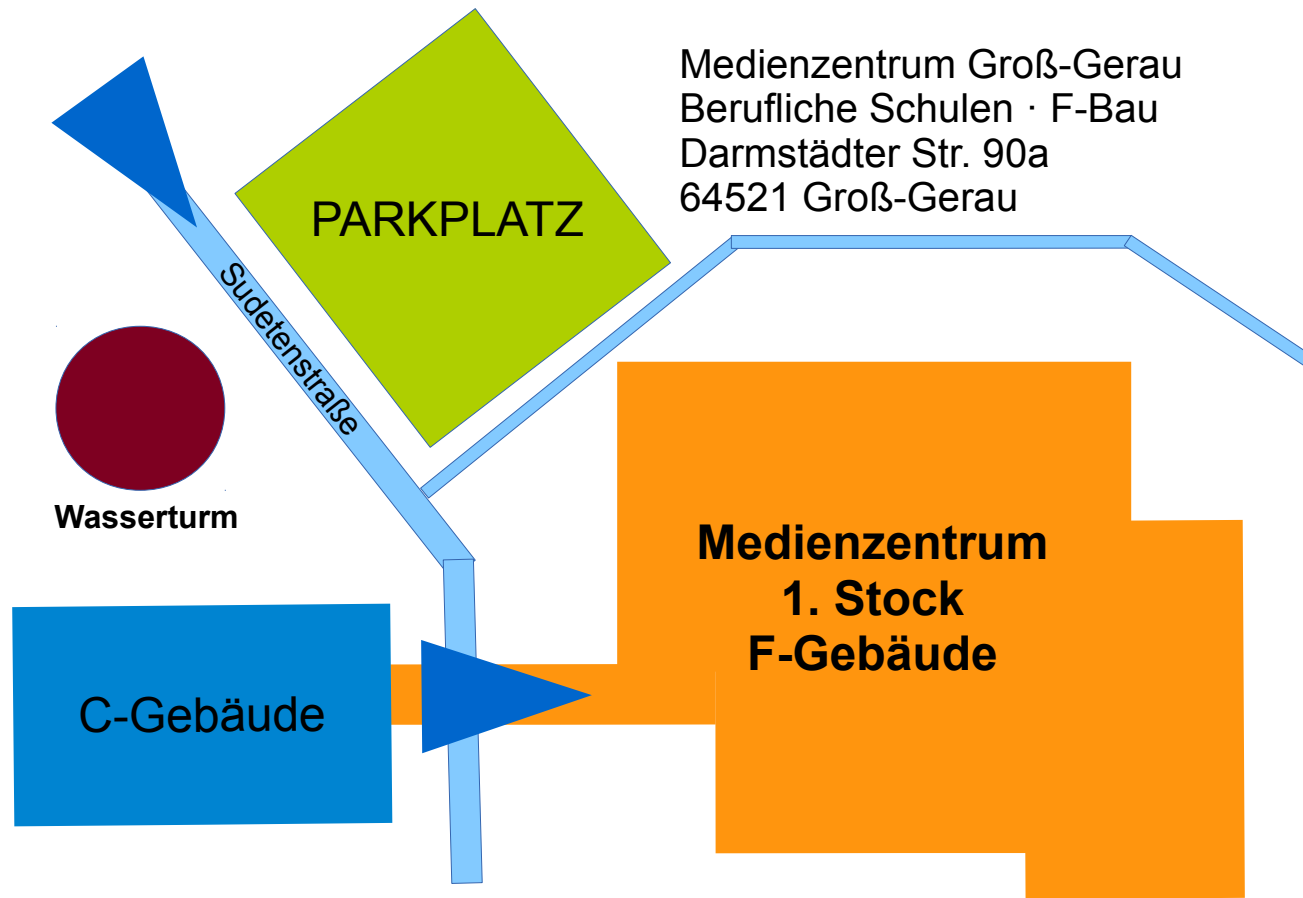 Medienzentrum Groß-Gerau
Berufliche Schulen · F-Bau
Darmstädter Str. 90a
64521 Groß-Gerau
PARKPLATZ
Sudetenstraße
Wasserturm
Medienzentrum
1. Stock
F-Gebäude
C-Gebäude